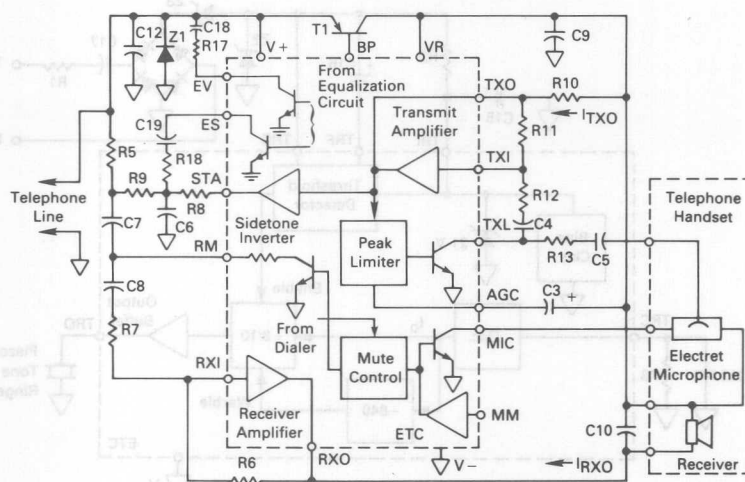 T1
C12
Z1
C18
R17
V+
BP
VR
C9
EV
From
Equalization
Circuit
TXO
R10
ITXO
Transmit
Amplifier
C19
ES
R11
R5
R18
TXI
R9
STA
R12
Telephone
Line
R8
C6
Telephone
Handset
C7
Sidetone
Inverter
TXL
C4
RM
Peak
Limiter
R13
C5
C8
AGC
C3
+
From
Dialer
MIC
R7
Electret
Microphone
RXI
Mute
Control
MM
Receiver
Amplifier
ETC
C10
RXO
V−
IRXO
Receiver
R6